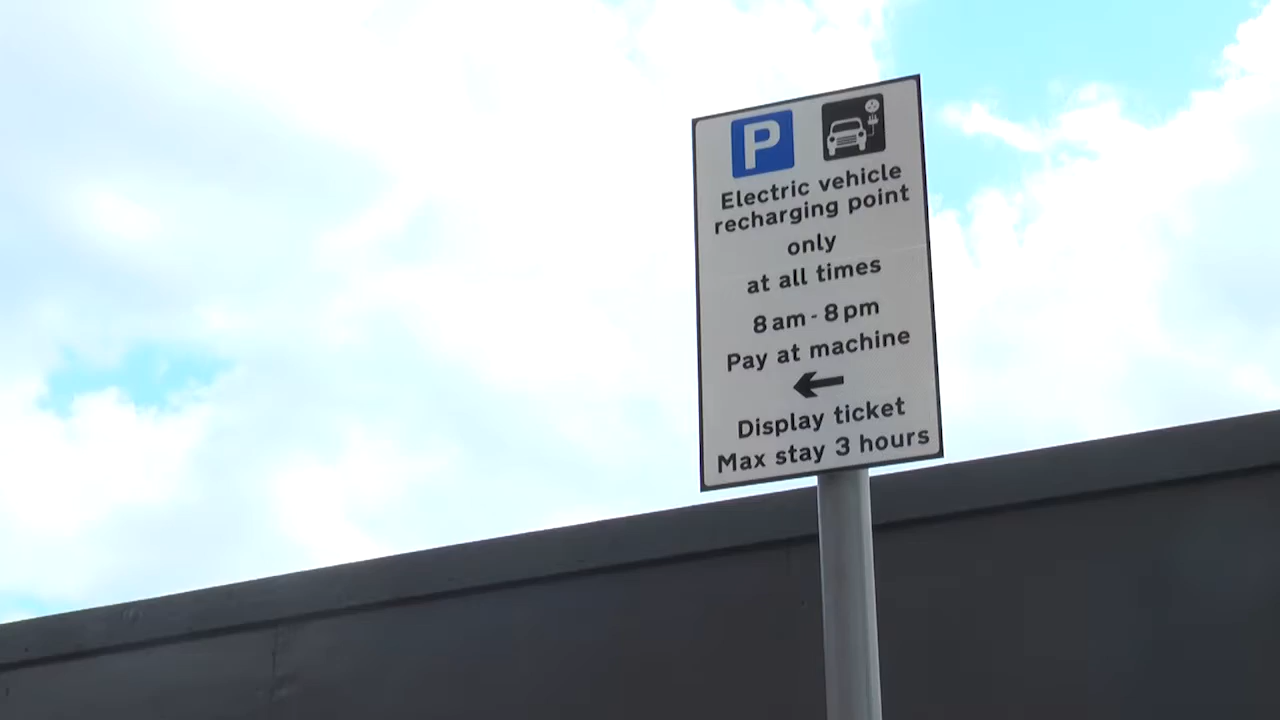 P
Electric vehicle
recharging point
only
at all times
8 am - 8 pm
Pay at machine
Display ticket
Max stay 3 hours